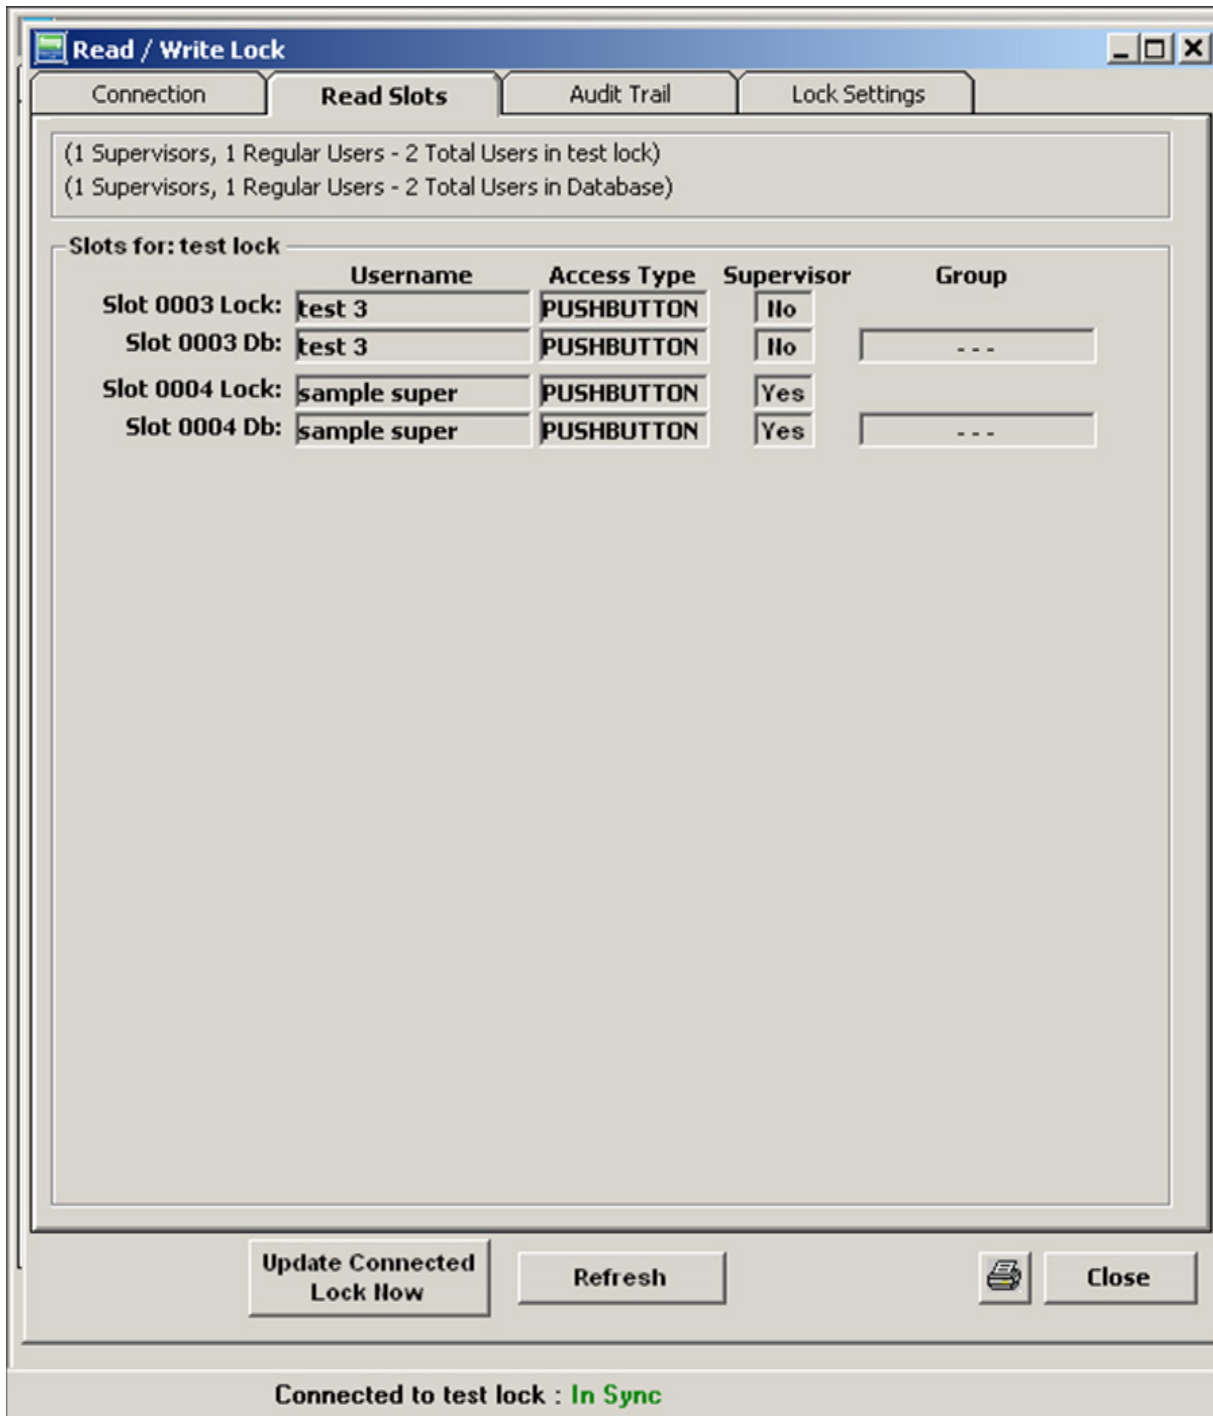 Read / Write Lock
Connection Read Slots Audit Trail Lock Settings
(1 Supervisors, 1 Regular Users - 2 Total Users in test lock)
(1 Supervisors, 1 Regular Users - 2 Total Users in Database)
Slots for: test lock
Username Access Type Supervisor Group
Slot 0003 Lock: test 3 PUSHBUTTON No
Slot 0003 Db: test 3 PUSHBUTTON No - - -
Slot 0004 Lock: sample super PUSHBUTTON Yes
Slot 0004 Db: sample super PUSHBUTTON Yes - - -
Update Connected
Lock Now
Refresh
Close
Connected to test lock : In Sync